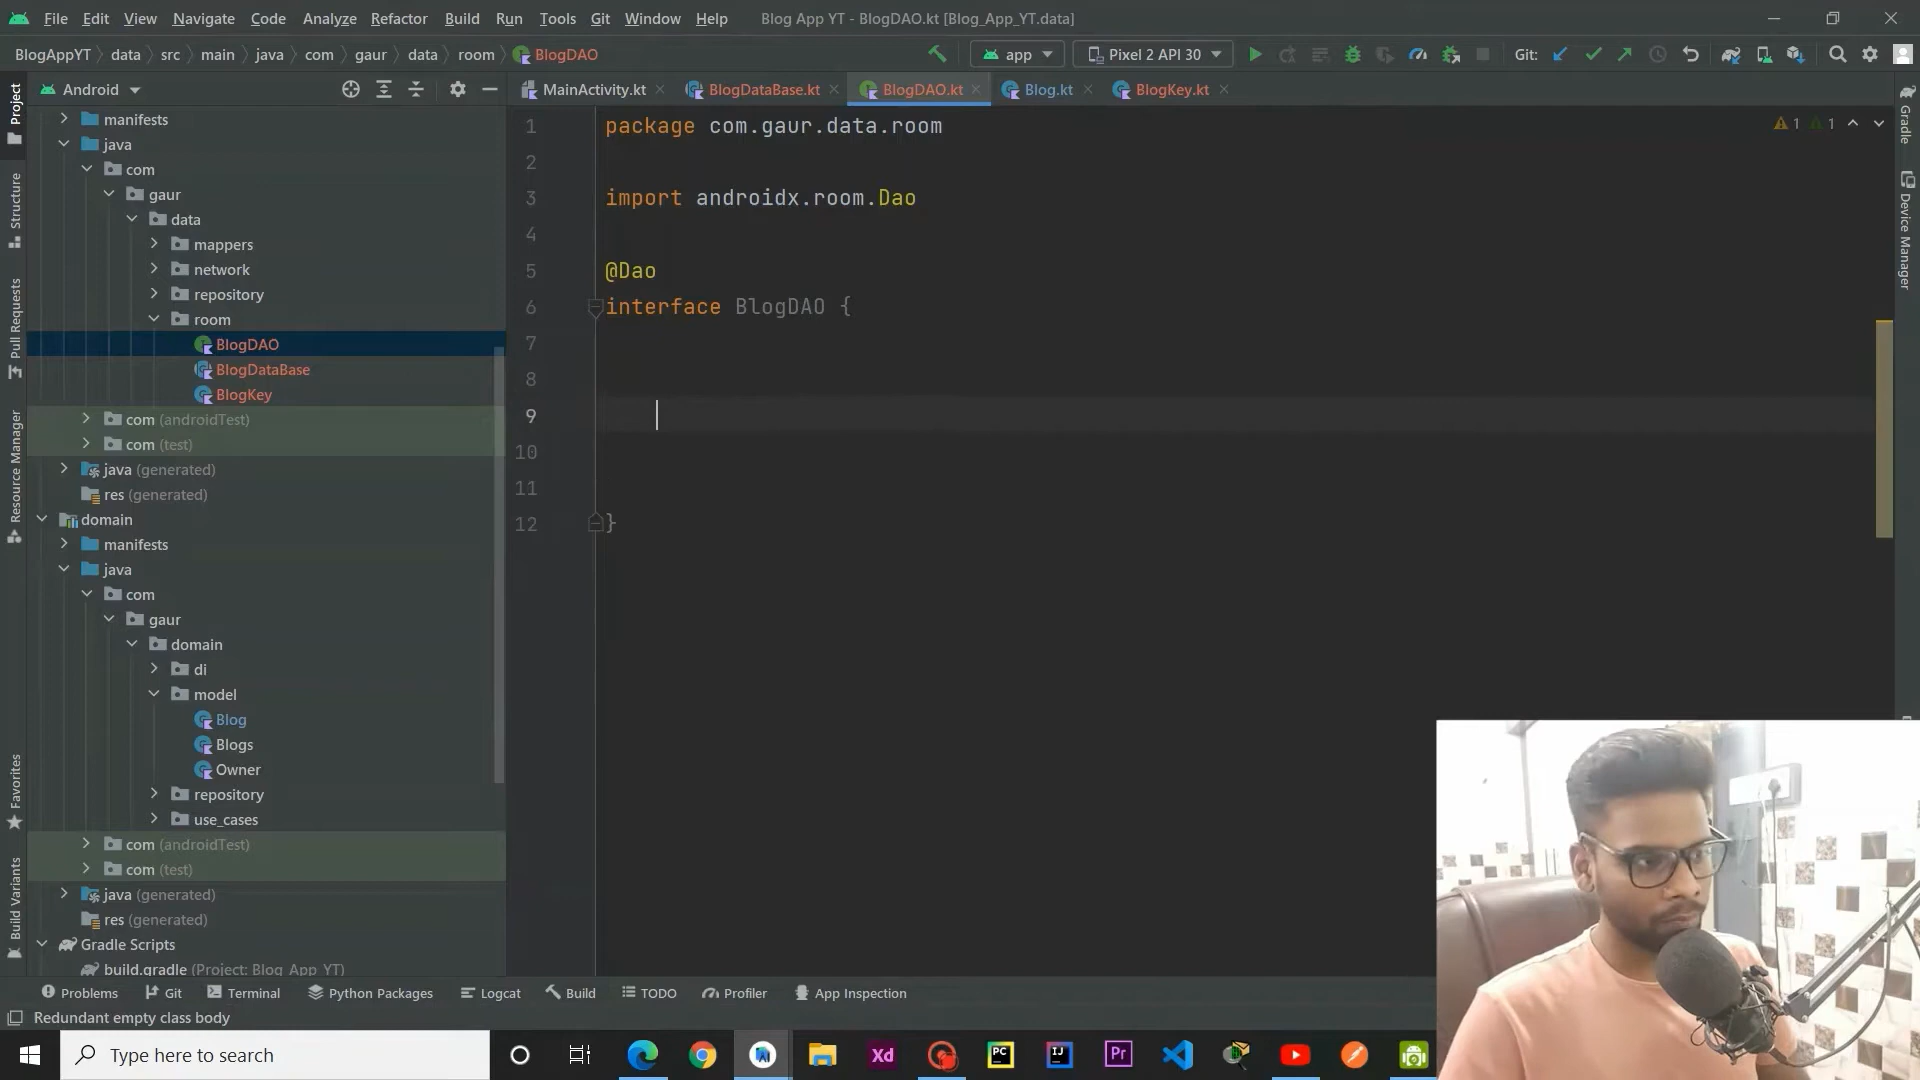 File Edit View Navigate Code Analyze Refactor Build Run Tools Git Window Help Blog App YT - BlogDAO.kt [Blog_App_YT.data]
BlogAppYT data src main java com gaur data room BlogDAO app Pixel 2 API 30 Git:
Android
MainActivity.kt BlogDataBase.kt BlogDAO.kt Blog.kt BlogKey.kt
manifests
java
com
gaur
data
mappers
network
repository
room
BlogDAO
BlogDataBase
BlogKey
com (androidTest)
com (test)
java (generated)
res (generated)
domain
manifests
java
com
gaur
domain
di
model
Blog
Blogs
Owner
repository
use_cases
com (androidTest)
com (test)
java (generated)
res (generated)
Gradle Scripts
build.gradle (Project: Blog_App_YT)
1 package com.gaur.data.room
2
3 import androidx.room.Dao
4
5 @Dao
6 interface BlogDAO {
7
8
9
10
11
12 }
1 1
Project
Structure
Pull Requests
Resource Manager
Favorites
Build Variants
Gradle
Device Manager
Problems Git Terminal Python Packages Logcat Build TODO Profiler App Inspection
Redundant empty class body
Type here to search
Xd PC IJ Pr